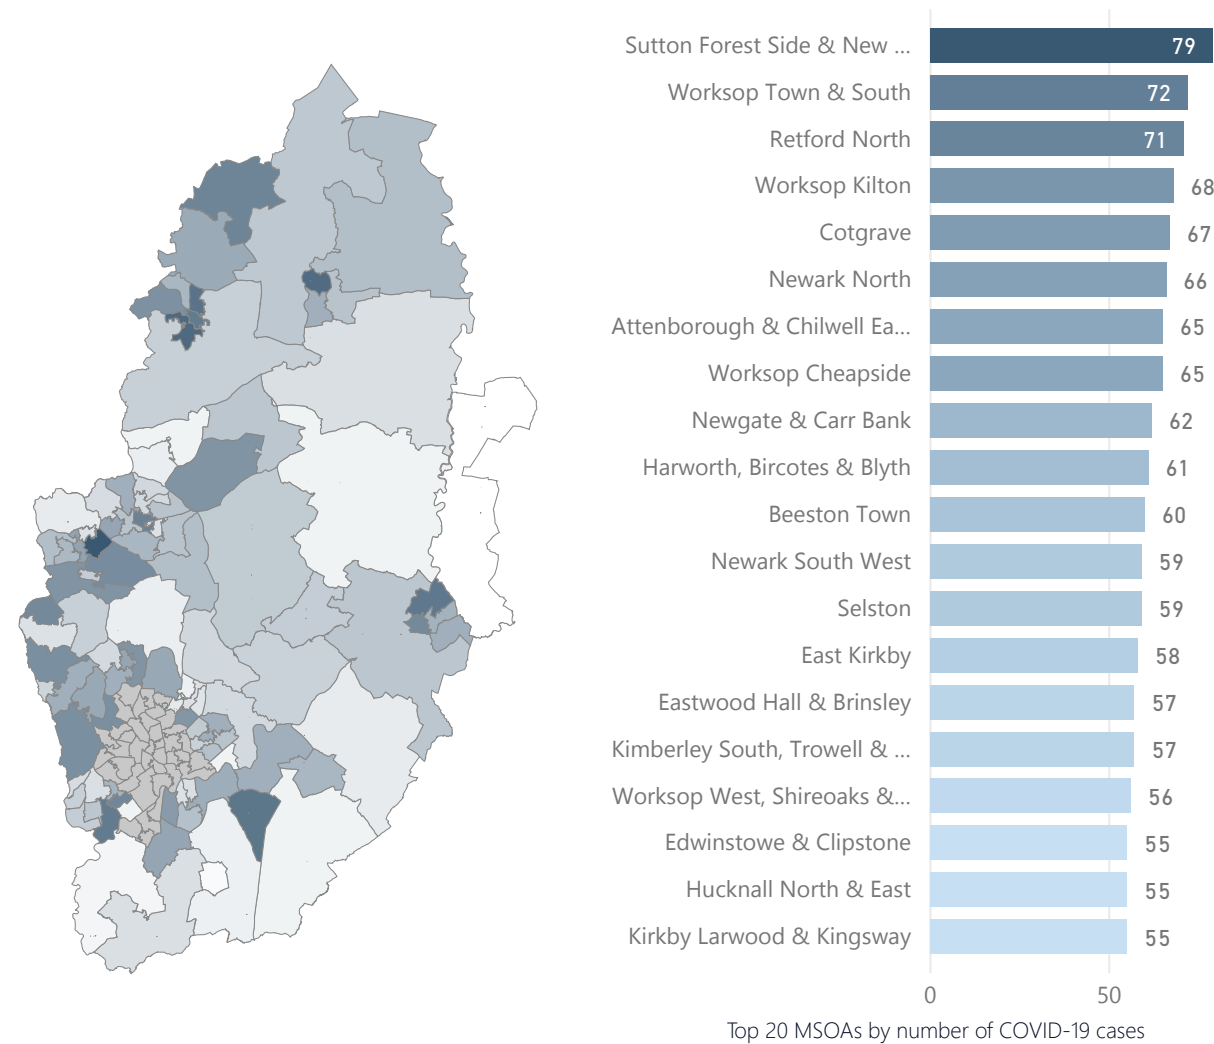 Sutton Forest Side & New ... 79
Worksop Town & South 72
Retford North 71
Worksop Kilton 68
Cotgrave 67
Newark North 66
Attenborough & Chilwell Ea... 65
Worksop Cheapside 65
Newgate & Carr Bank 62
Harworth, Bircotes & Blyth 61
Beeston Town 60
Newark South West 59
Selston 59
East Kirkby 58
Eastwood Hall & Brinsley 57
Kimberley South, Trowell & ... 57
Worksop West, Shireoaks &... 56
Edwinstowe & Clipstone 55
Hucknall North & East 55
Kirkby Larwood & Kingsway 55
0 50
Top 20 MSOAs by number of COVID-19 cases